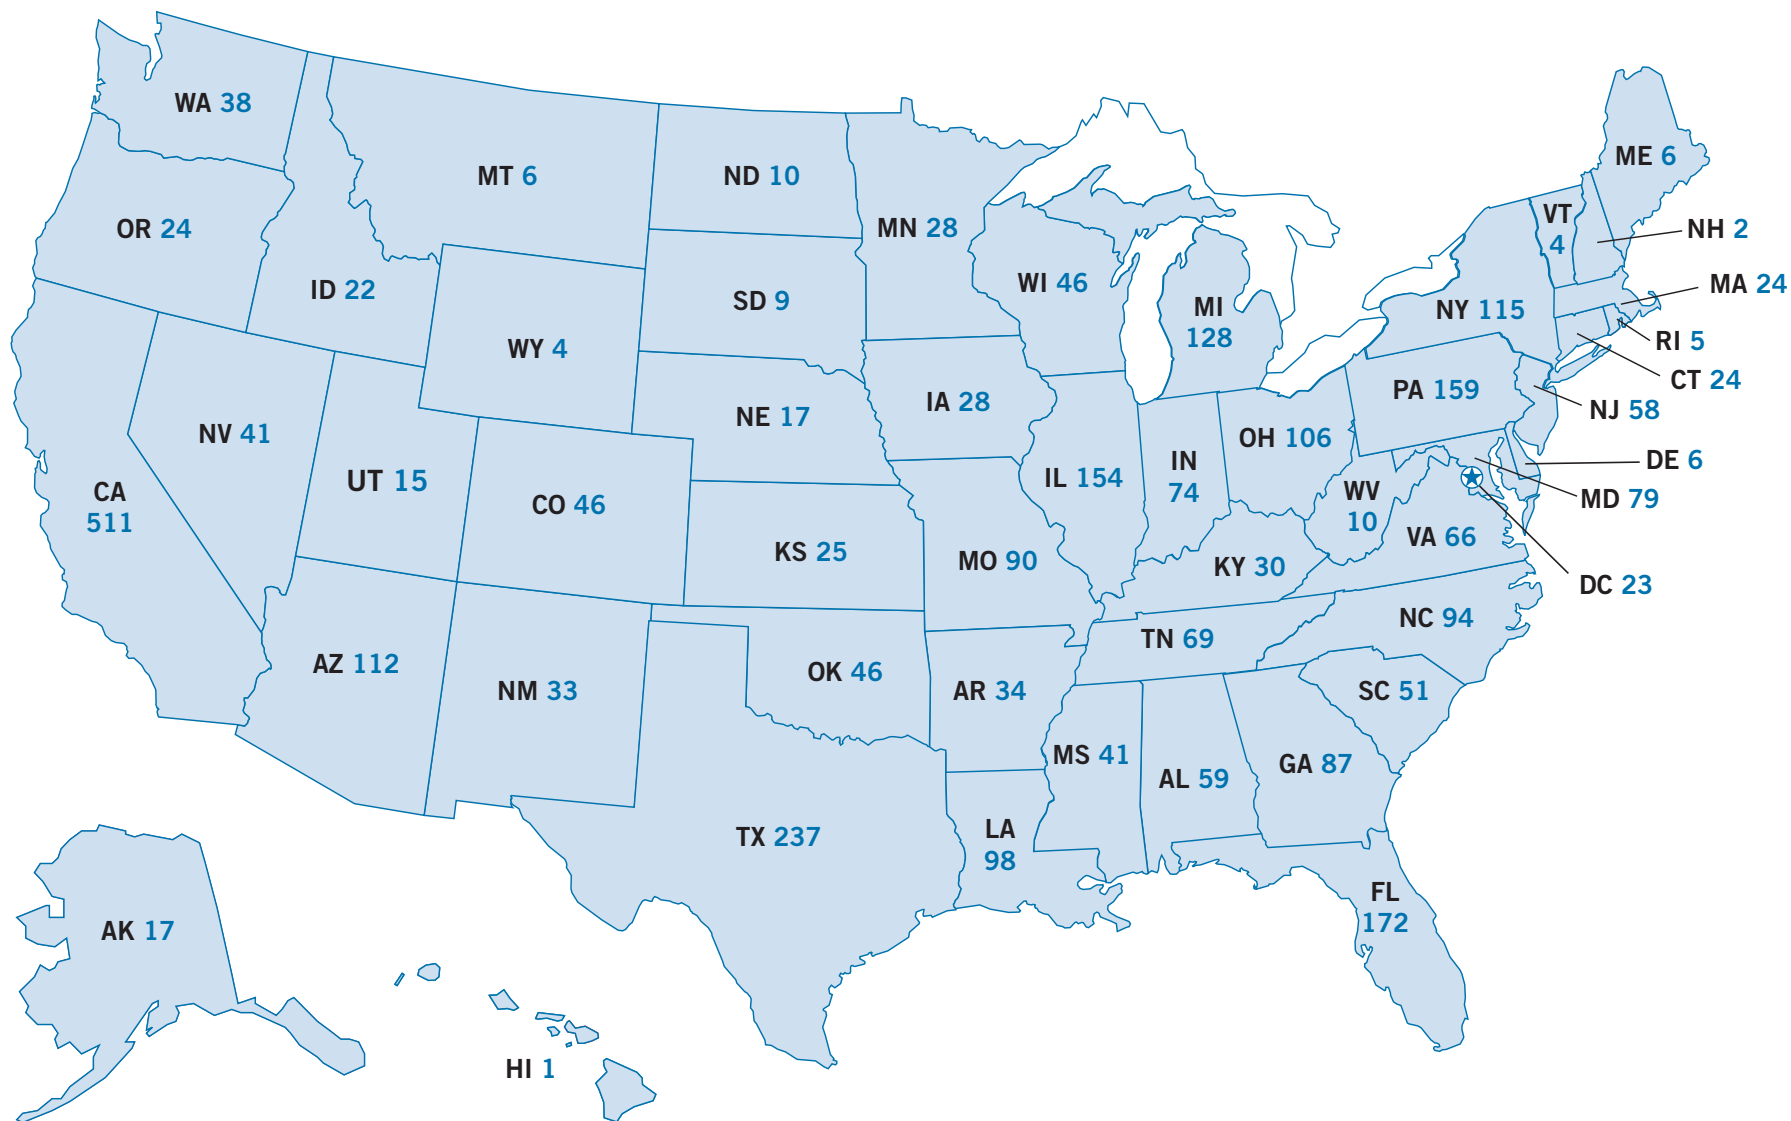 WA 38
MT 6
ND 10
ME 6
OR 24
MN 28
VT
4
NH 2
ID 22
SD 9
WI 46
MI
128
NY 115
MA 24
RI 5
WY 4
CT 24
IA 28
PA 159
NJ 58
NE 17
NV 41
OH 106
UT 15
IL 154
IN
74
DE 6
CA
511
CO 46
WV
10
MD 79
KS 25
MO 90
KY 30
VA 66
DC 23
NC 94
TN 69
AZ 112
NM 33
OK 46
AR 34
SC 51
MS 41
AL 59
GA 87
TX 237
LA
98
FL
172
AK 17
HI 1